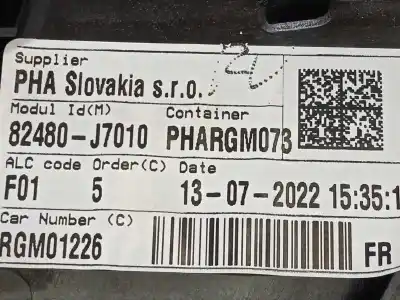 Supplier
PHA Slovakia s.r.o.
Modul Id(M) Container
82480-J7010 PHARGM073
ALC code Order(C) Date
F01 5 13-07-2022 15:35:1
Car Number (C)
RGM01226 FR